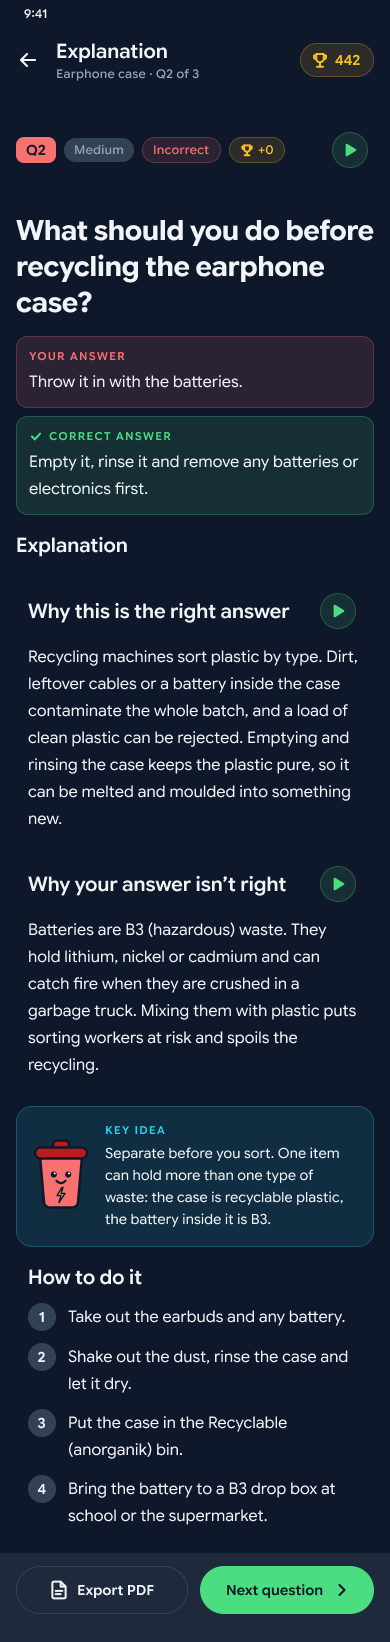 9:41
Explanation
Earphone case · Q2 of 3
442
Q2
Medium
Incorrect
+0
What should you do before
recycling the earphone
case?
YOUR ANSWER
Throw it in with the batteries.
CORRECT ANSWER
Empty it, rinse it and remove any batteries or
electronics first.
Explanation
Why this is the right answer
Recycling machines sort plastic by type. Dirt,
leftover cables or a battery inside the case
contaminate the whole batch, and a load of
clean plastic can be rejected. Emptying and
rinsing the case keeps the plastic pure, so it
can be melted and moulded into something
new.
Why your answer isn’t right
Batteries are B3 (hazardous) waste. They
hold lithium, nickel or cadmium and can
catch fire when they are crushed in a
garbage truck. Mixing them with plastic puts
sorting workers at risk and spoils the
recycling.
KEY IDEA
Separate before you sort. One item
can hold more than one type of
waste: the case is recyclable plastic,
the battery inside it is B3.
How to do it
1 Take out the earbuds and any battery.
2 Shake out the dust, rinse the case and
let it dry.
3 Put the case in the Recyclable
(anorganik) bin.
4 Bring the battery to a B3 drop box at
school or the supermarket.
Export PDF
Next question